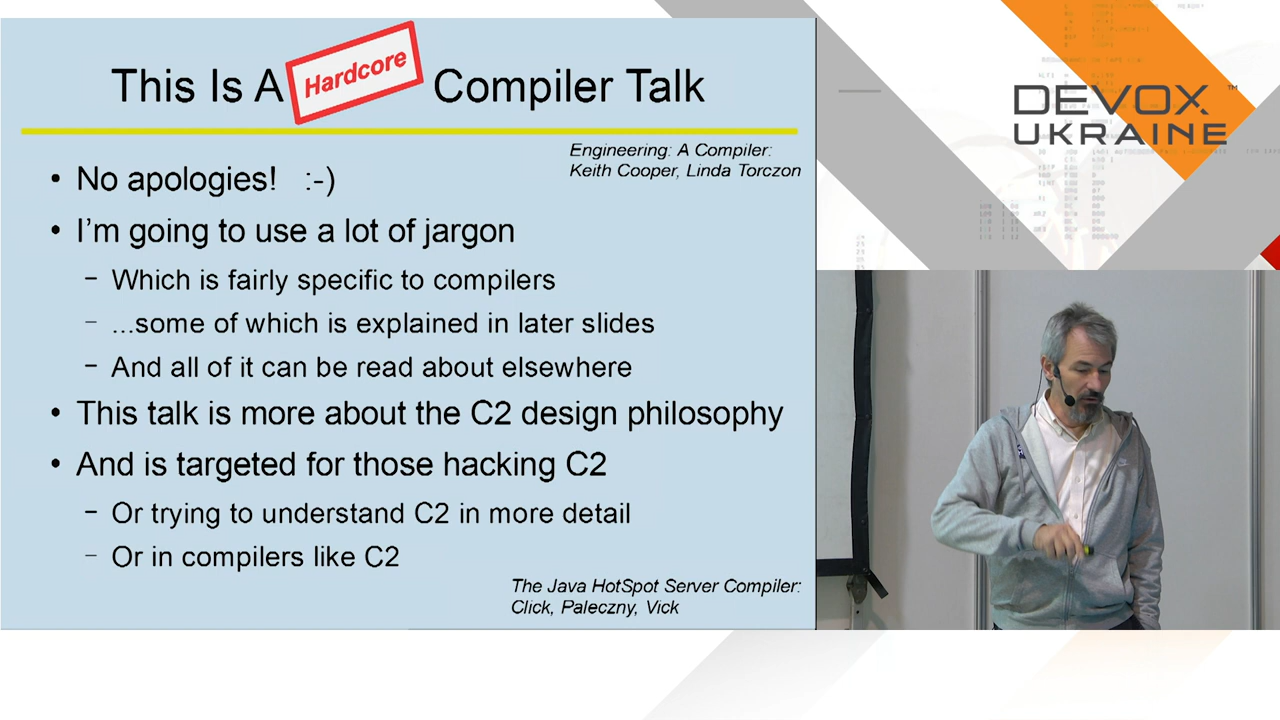 This Is A Hardcore Compiler Talk
Engineering: A Compiler:
Keith Cooper, Linda Torczon
• No apologies! :-)
• I'm going to use a lot of jargon
– Which is fairly specific to compilers
– ...some of which is explained in later slides
– And all of it can be read about elsewhere
• This talk is more about the C2 design philosophy
• And is targeted for those hacking C2
– Or trying to understand C2 in more detail
– Or in compilers like C2
The Java HotSpot Server Compiler:
Click, Paleczny, Vick
DEVOX™
UKRAINE